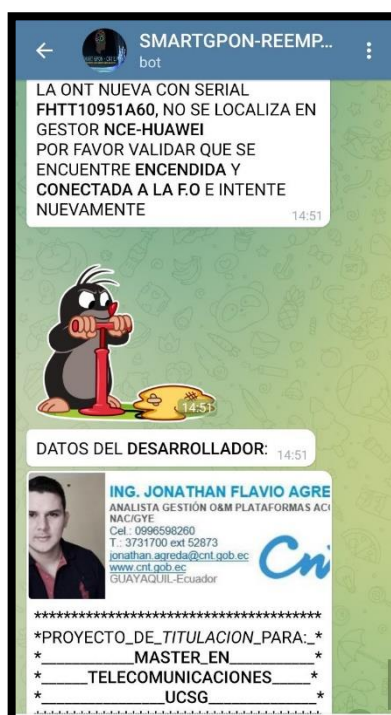 SMARTGPON-REEMP...
bot
LA ONT NUEVA CON SERIAL
FHTT10951A60, NO SE LOCALIZA EN
GESTOR NCE-HUAWEI
POR FAVOR VALIDAR QUE SE
ENCUENTRE ENCENDIDA Y
CONECTADA A LA F.O E INTENTE
NUEVAMENTE
14:51
14:51
DATOS DEL DESARROLLADOR:
14:51
ING. JONATHAN FLAVIO AGRE
ANALISTA GESTIÓN O&M PLATAFORMAS AC
NAC/GYE
Cel.: 0996598260
T.: 3731700 ext 52873
jonathan.agreda@cnt.gob.ec
www.cnt.gob.ec
GUAYAQUIL-Ecuador
Cn
****************************************
*PROYECTO_DE_TITULACION_PARA:_*
*____________MASTER_EN_________*
*______TELECOMUNICACIONES_____*
*_______________UCSG____________*